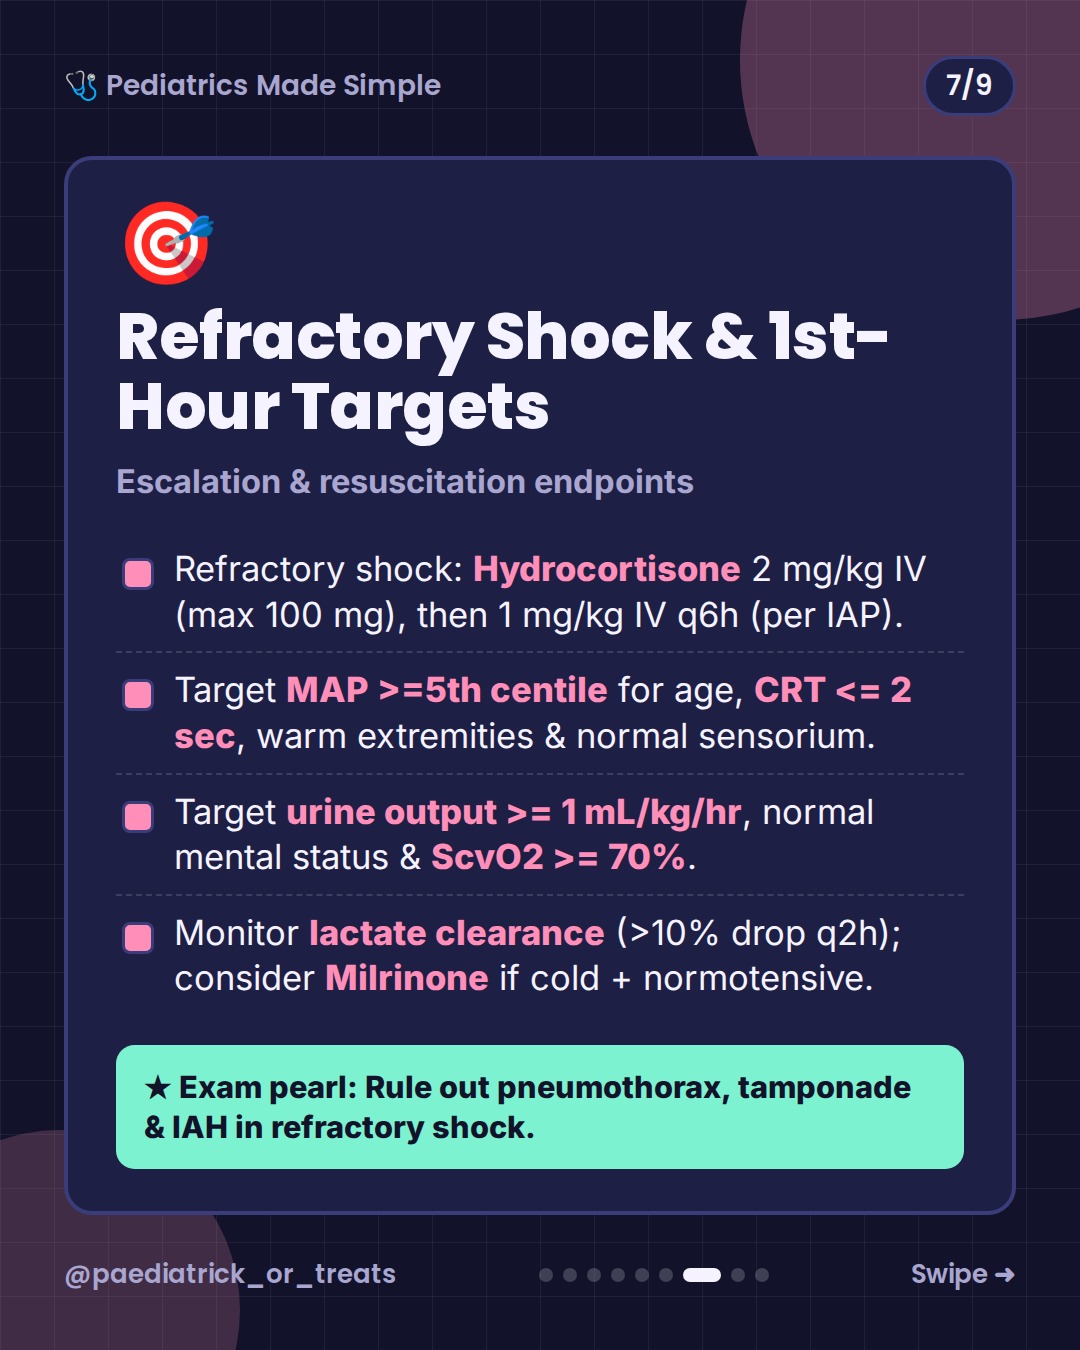 🩺 Pediatrics Made Simple
7/9
🎯
Refractory Shock & 1st-
Hour Targets
Escalation & resuscitation endpoints
Refractory shock: Hydrocortisone 2 mg/kg IV
(max 100 mg), then 1 mg/kg IV q6h (per IAP).
Target MAP >=5th centile for age, CRT <= 2
sec, warm extremities & normal sensorium.
Target urine output >= 1 mL/kg/hr, normal
mental status & ScvO2 >= 70%.
Monitor lactate clearance (>10% drop q2h);
consider Milrinone if cold + normotensive.
★ Exam pearl: Rule out pneumothorax, tamponade
& IAH in refractory shock.
@paediatrick_or_treats
Swipe ➜